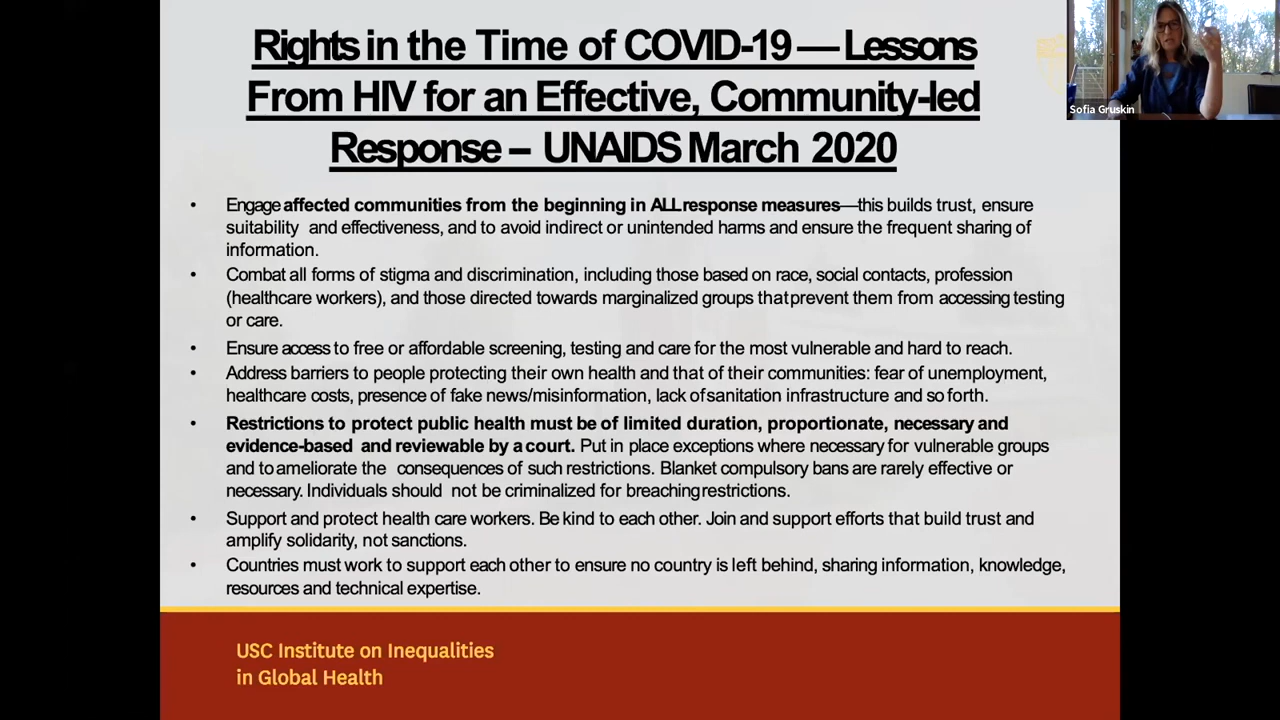 Rights in the Time of COVID-19 — Lessons
From HIV for an Effective, Community-led
Response – UNAIDS March 2020
Sofia Gruskin
• Engage affected communities from the beginning in ALL response measures—this builds trust, ensure
suitability and effectiveness, and to avoid indirect or unintended harms and ensure the frequent sharing of
information.
• Combat all forms of stigma and discrimination, including those based on race, social contacts, profession
(healthcare workers), and those directed towards marginalized groups that prevent them from accessing testing
or care.
• Ensure access to free or affordable screening, testing and care for the most vulnerable and hard to reach.
• Address barriers to people protecting their own health and that of their communities: fear of unemployment,
healthcare costs, presence of fake news/misinformation, lack of sanitation infrastructure and so forth.
• Restrictions to protect public health must be of limited duration, proportionate, necessary and
evidence-based and reviewable by a court. Put in place exceptions where necessary for vulnerable groups
and to ameliorate the consequences of such restrictions. Blanket compulsory bans are rarely effective or
necessary. Individuals should not be criminalized for breaching restrictions.
• Support and protect health care workers. Be kind to each other. Join and support efforts that build trust and
amplify solidarity, not sanctions.
• Countries must work to support each other to ensure no country is left behind, sharing information, knowledge,
resources and technical expertise.
USC Institute on Inequalities
in Global Health